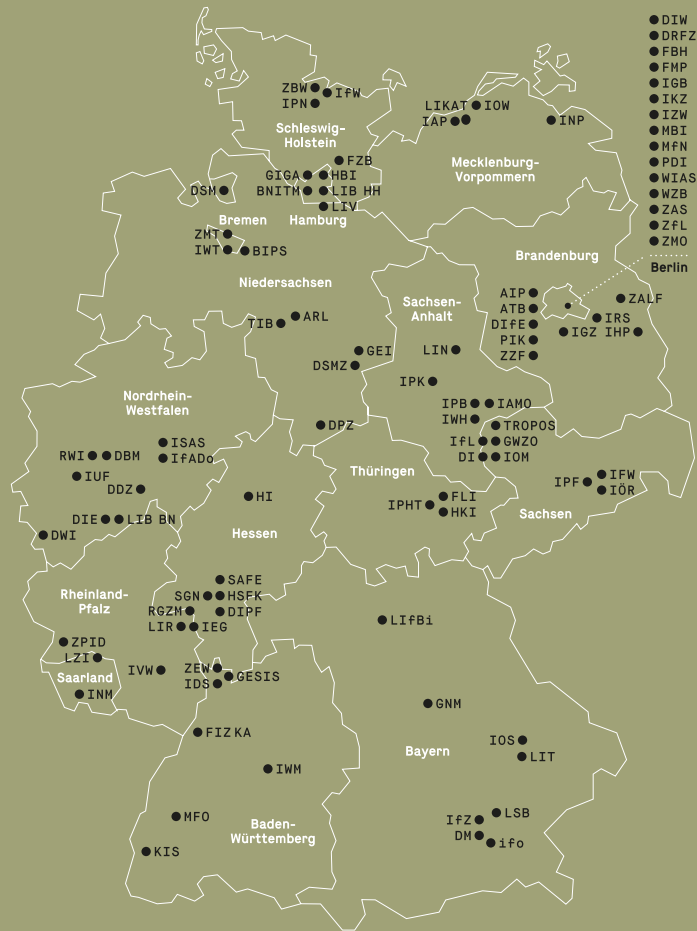 DIW
DRFZ
FBH
FMP
IGB
IKZ
IZW
MBI
MfN
PDI
WIAS
WZB
ZAS
ZfL
ZMO
Berlin
ZBW IfW
IPN
LIKAT IOW
IAP INP
Schleswig-
Holstein
FZB
Mecklenburg-
Vorpommern
GIGA HBI
DSM BNITM LIB HH
LIV
Bremen Hamburg
ZMT
IWT BIPS
Brandenburg
Niedersachsen
AIP
ZALF
Sachsen-
Anhalt
ATB
ARL
IRS
TIB
DIfE
IGZ IHP
PIK
GEI LIN
ZZF
DSMZ
IPK
Nordrhein-
Westfalen
IPB IAMO
IWH
DPZ TROPOS
ISAS IfL GWZO
RWI DBM IfADo DI IOM
Thüringen
IUF
IFW
IPF
DDZ
IÖR
HI FLI
IPHT
HKI
Sachsen
DIE LIB BN
DWI
Hessen
SAFE
Rheinland-
Pfalz
SGN HSFK
RGZM DIPF
LIR IEG
LIfBi
ZPID
LZI
IVW ZEW
GESIS
IDS
Saarland
INM
GNM
FIZ KA
IOS
Bayern
LIT
IWM
LSB
MFO
IfZ
Baden-
Württemberg
DM
ifo
KIS